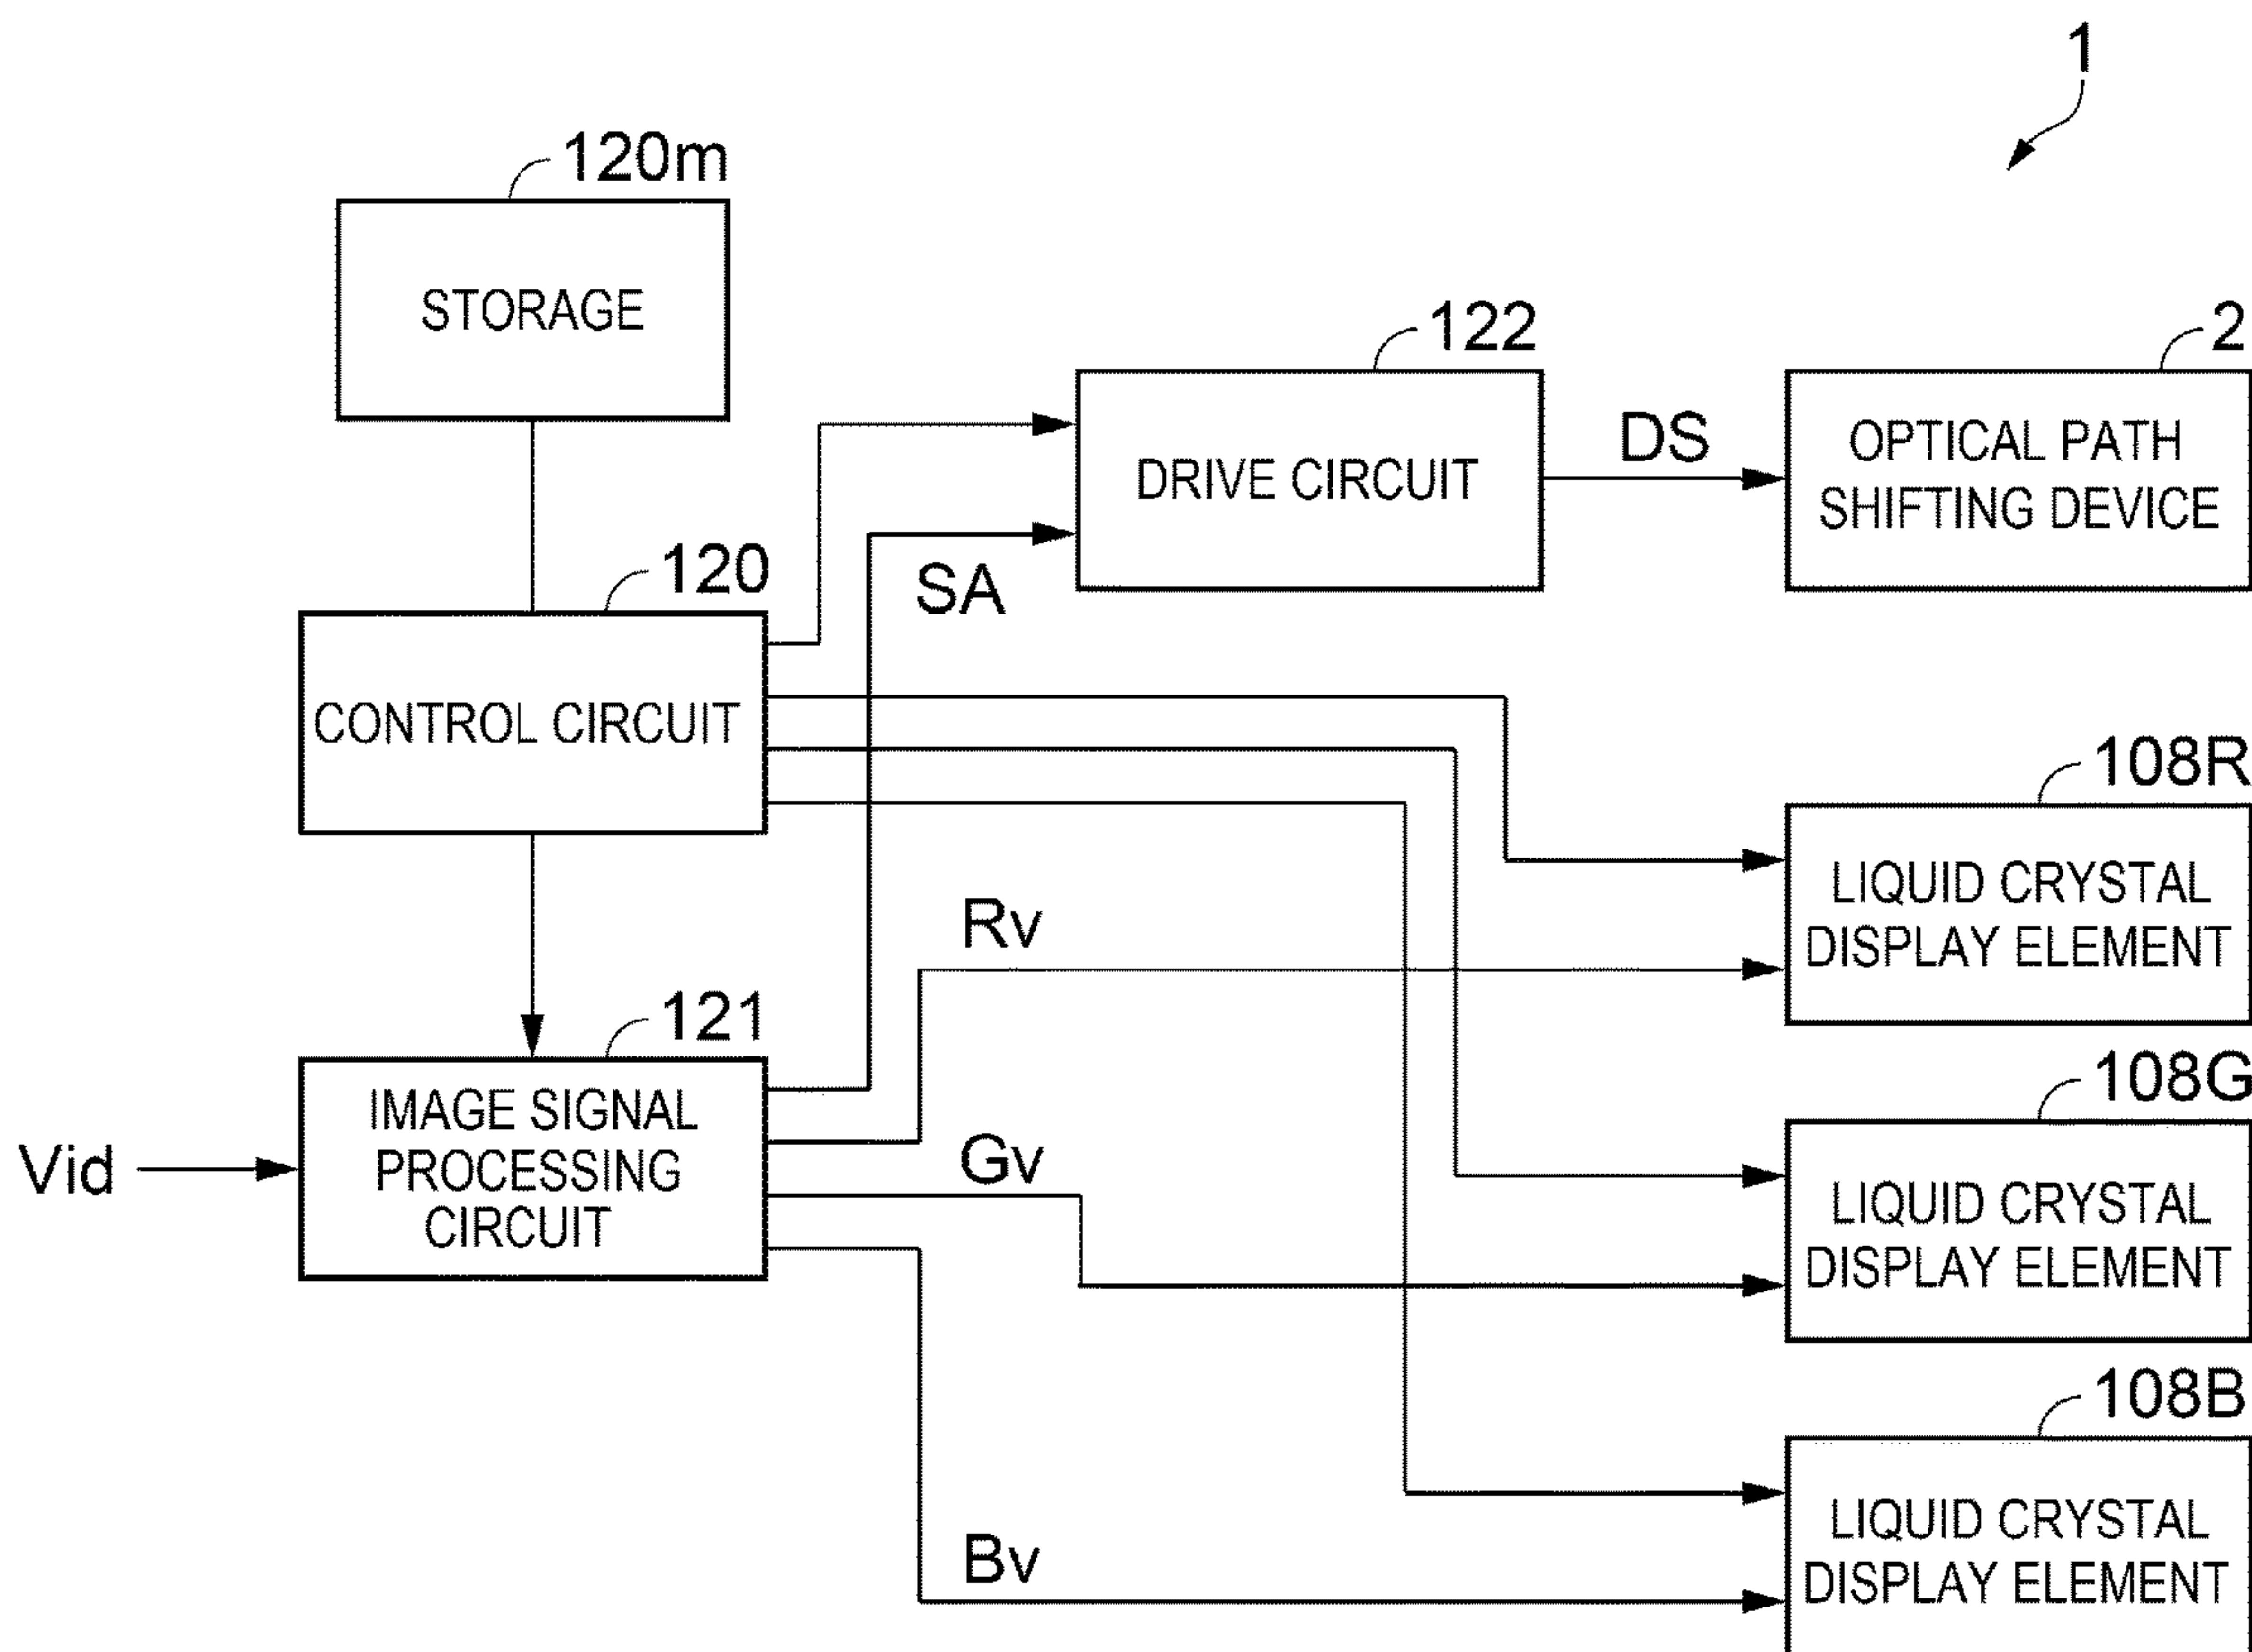 1
120m
STORAGE
122
2
DRIVE CIRCUIT
DS
OPTICAL PATH
SHIFTING DEVICE
120
SA
CONTROL CIRCUIT
108R
LIQUID CRYSTAL
DISPLAY ELEMENT
Rv
121
IMAGE SIGNAL
PROCESSING
CIRCUIT
Vid
Gv
108G
LIQUID CRYSTAL
DISPLAY ELEMENT
108B
Bv
LIQUID CRYSTAL
DISPLAY ELEMENT